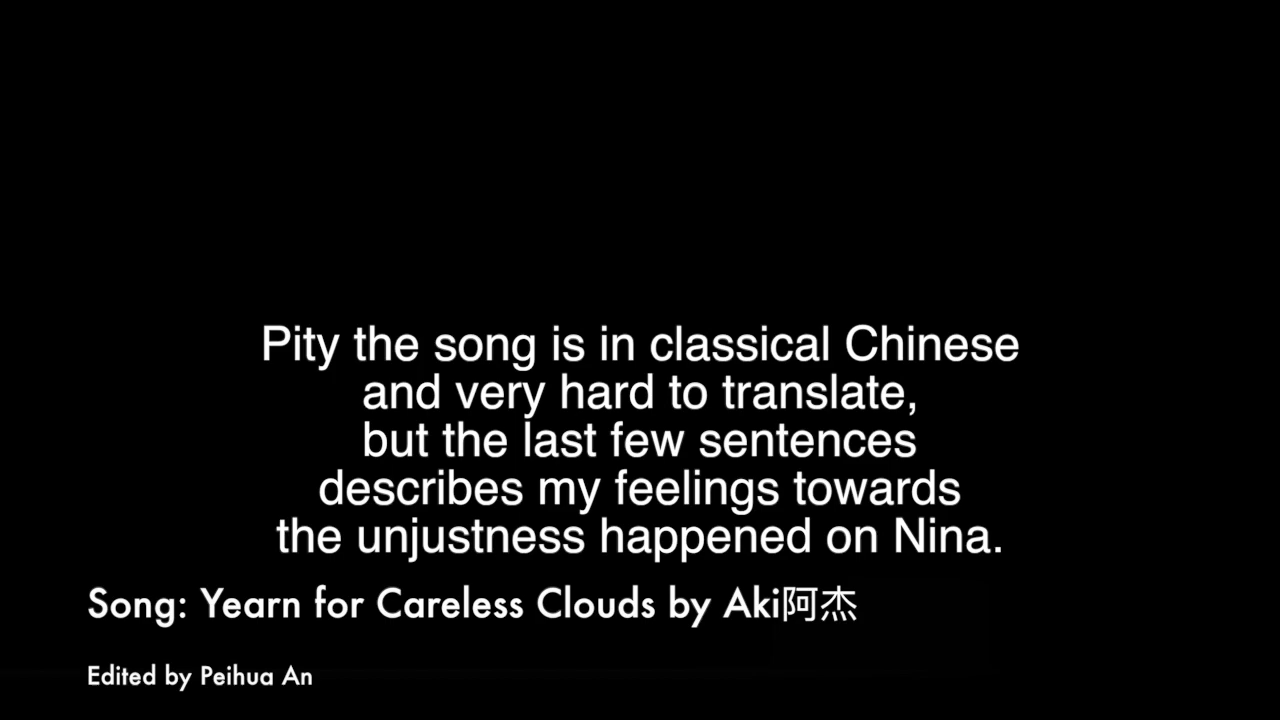 Pity the song is in classical Chinese
and very hard to translate,
but the last few sentences
describes my feelings towards
the unjustness happened on Nina.
Song: Yearn for Careless Clouds by Aki阿杰
Edited by Peihua An